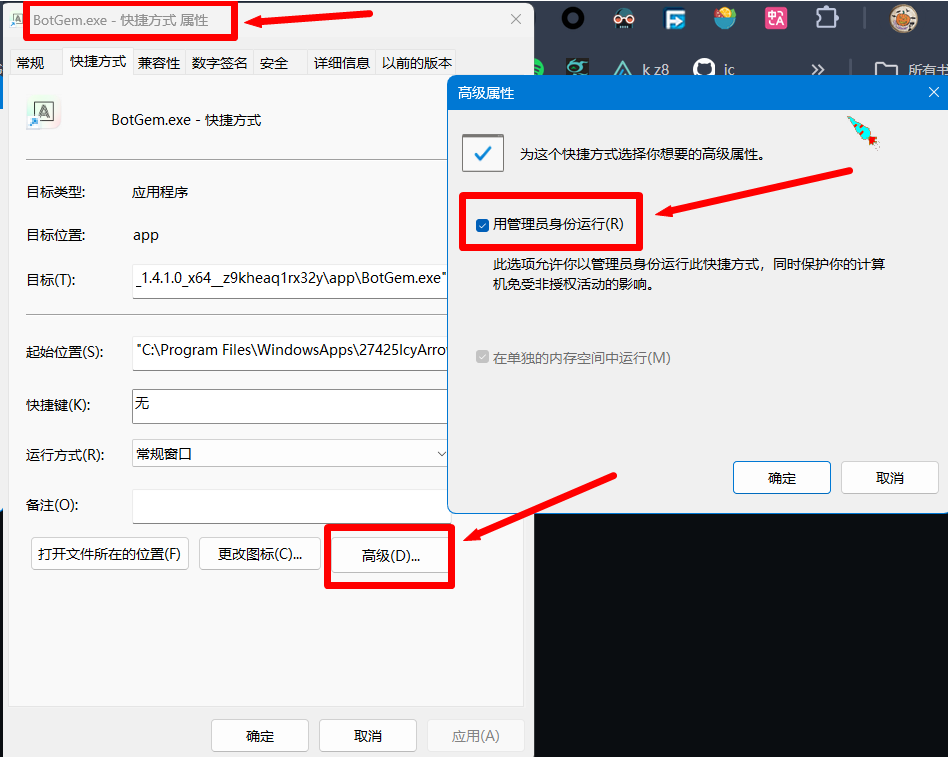 BotGem.exe - 快捷方式 属性
常规
快捷方式
兼容性
数字签名
安全
详细信息
以前的版本
BotGem.exe - 快捷方式
目标类型:
应用程序
目标位置:
app
目标(T):
_1.4.1.0_x64__z9kheaq1rx32y\app\BotGem.exe"
起始位置(S):
"C:\Program Files\WindowsApps\27425IcyArro
快捷键(K):
无
运行方式(R):
常规窗口
备注(O):
打开文件所在的位置(F)
更改图标(C)...
高级(D)...
确定
取消
应用(A)
k z8
ic
所有书
高级属性
为这个快捷方式选择你想要的高级属性。
用管理员身份运行(R)
此选项允许你以管理员身份运行此快捷方式，同时保护你的计算
机免受非授权活动的影响。
在单独的内存空间中运行(M)
确定
取消